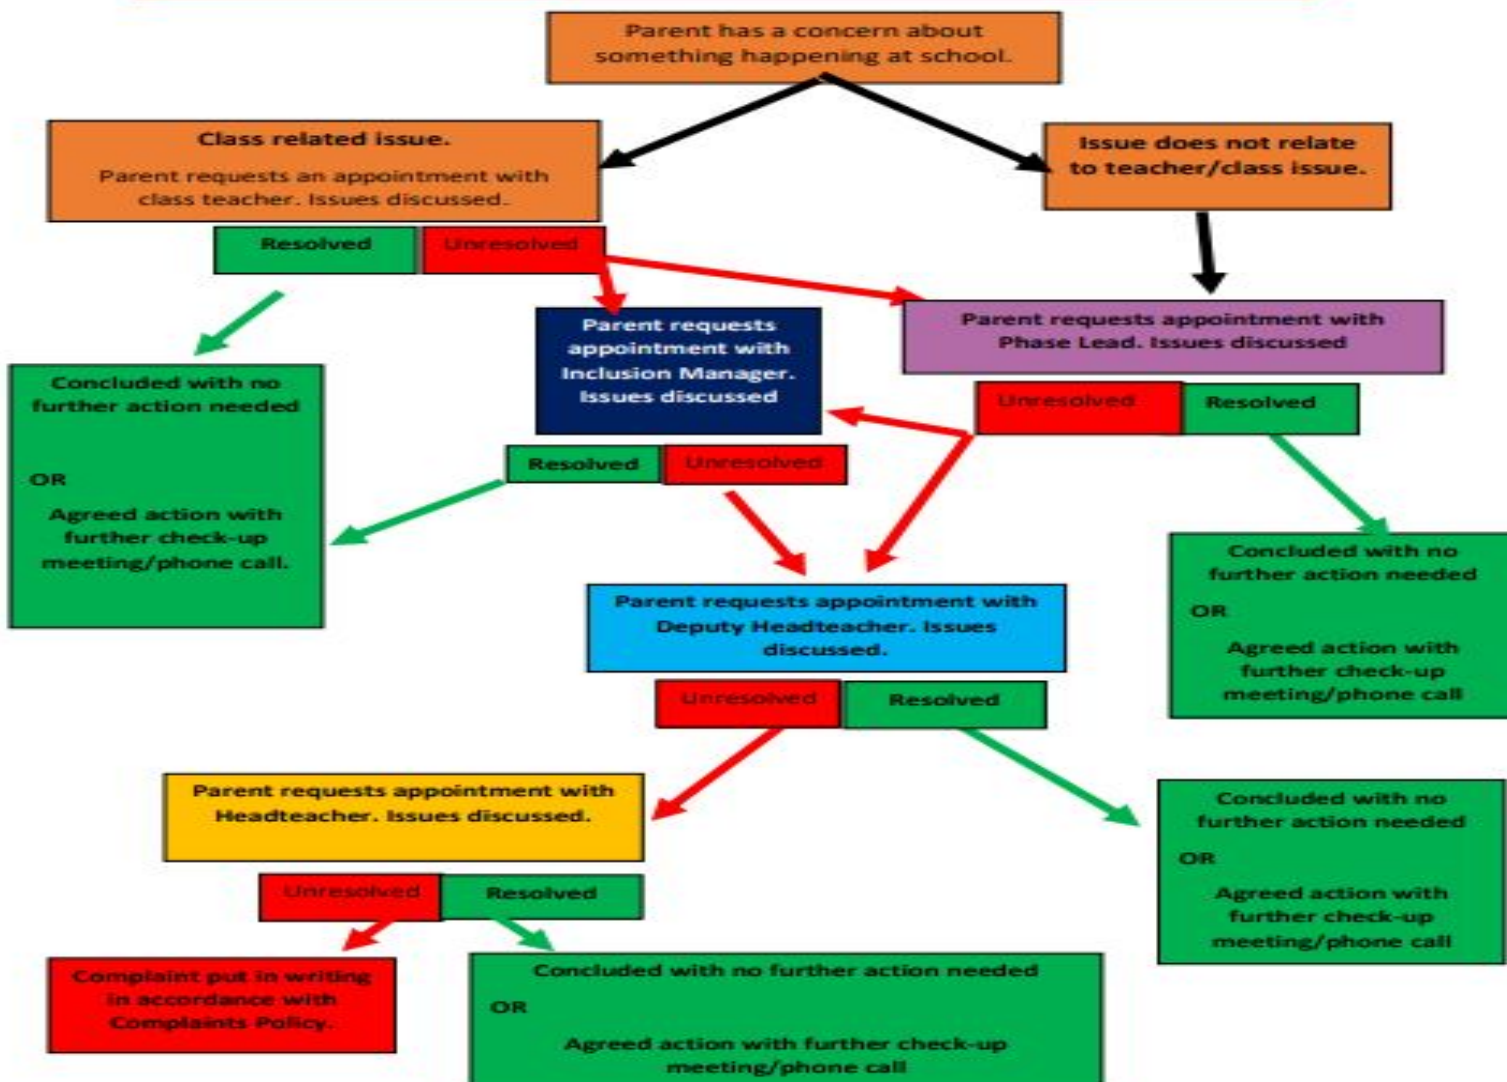 Parent has a concern about
something happening at school.
Class related issue.
Parent requests an appointment with
class teacher. Issues discussed.
Issue does not relate
to teacher/class issue.
Resolved
Unresolved
Parent requests
appointment with
Inclusion Manager.
Issues discussed
Parent requests appointment with
Phase Lead. Issues discussed
Concluded with no
further action needed
OR
Agreed action with
further check-up
meeting/phone call.
Unresolved
Resolved
Resolved
Unresolved
Concluded with no
further action needed
OR
Agreed action with
further check-up
meeting/phone call
Parent requests appointment with
Deputy Headteacher. Issues
discussed.
Unresolved
Resolved
Parent requests appointment with
Headteacher. Issues discussed.
Concluded with no
further action needed
OR
Agreed action with
further check-up
meeting/phone call
Unresolved
Resolved
Complaint put in writing
in accordance with
Complaints Policy.
Concluded with no further action needed
OR
Agreed action with further check-up
meeting/phone call